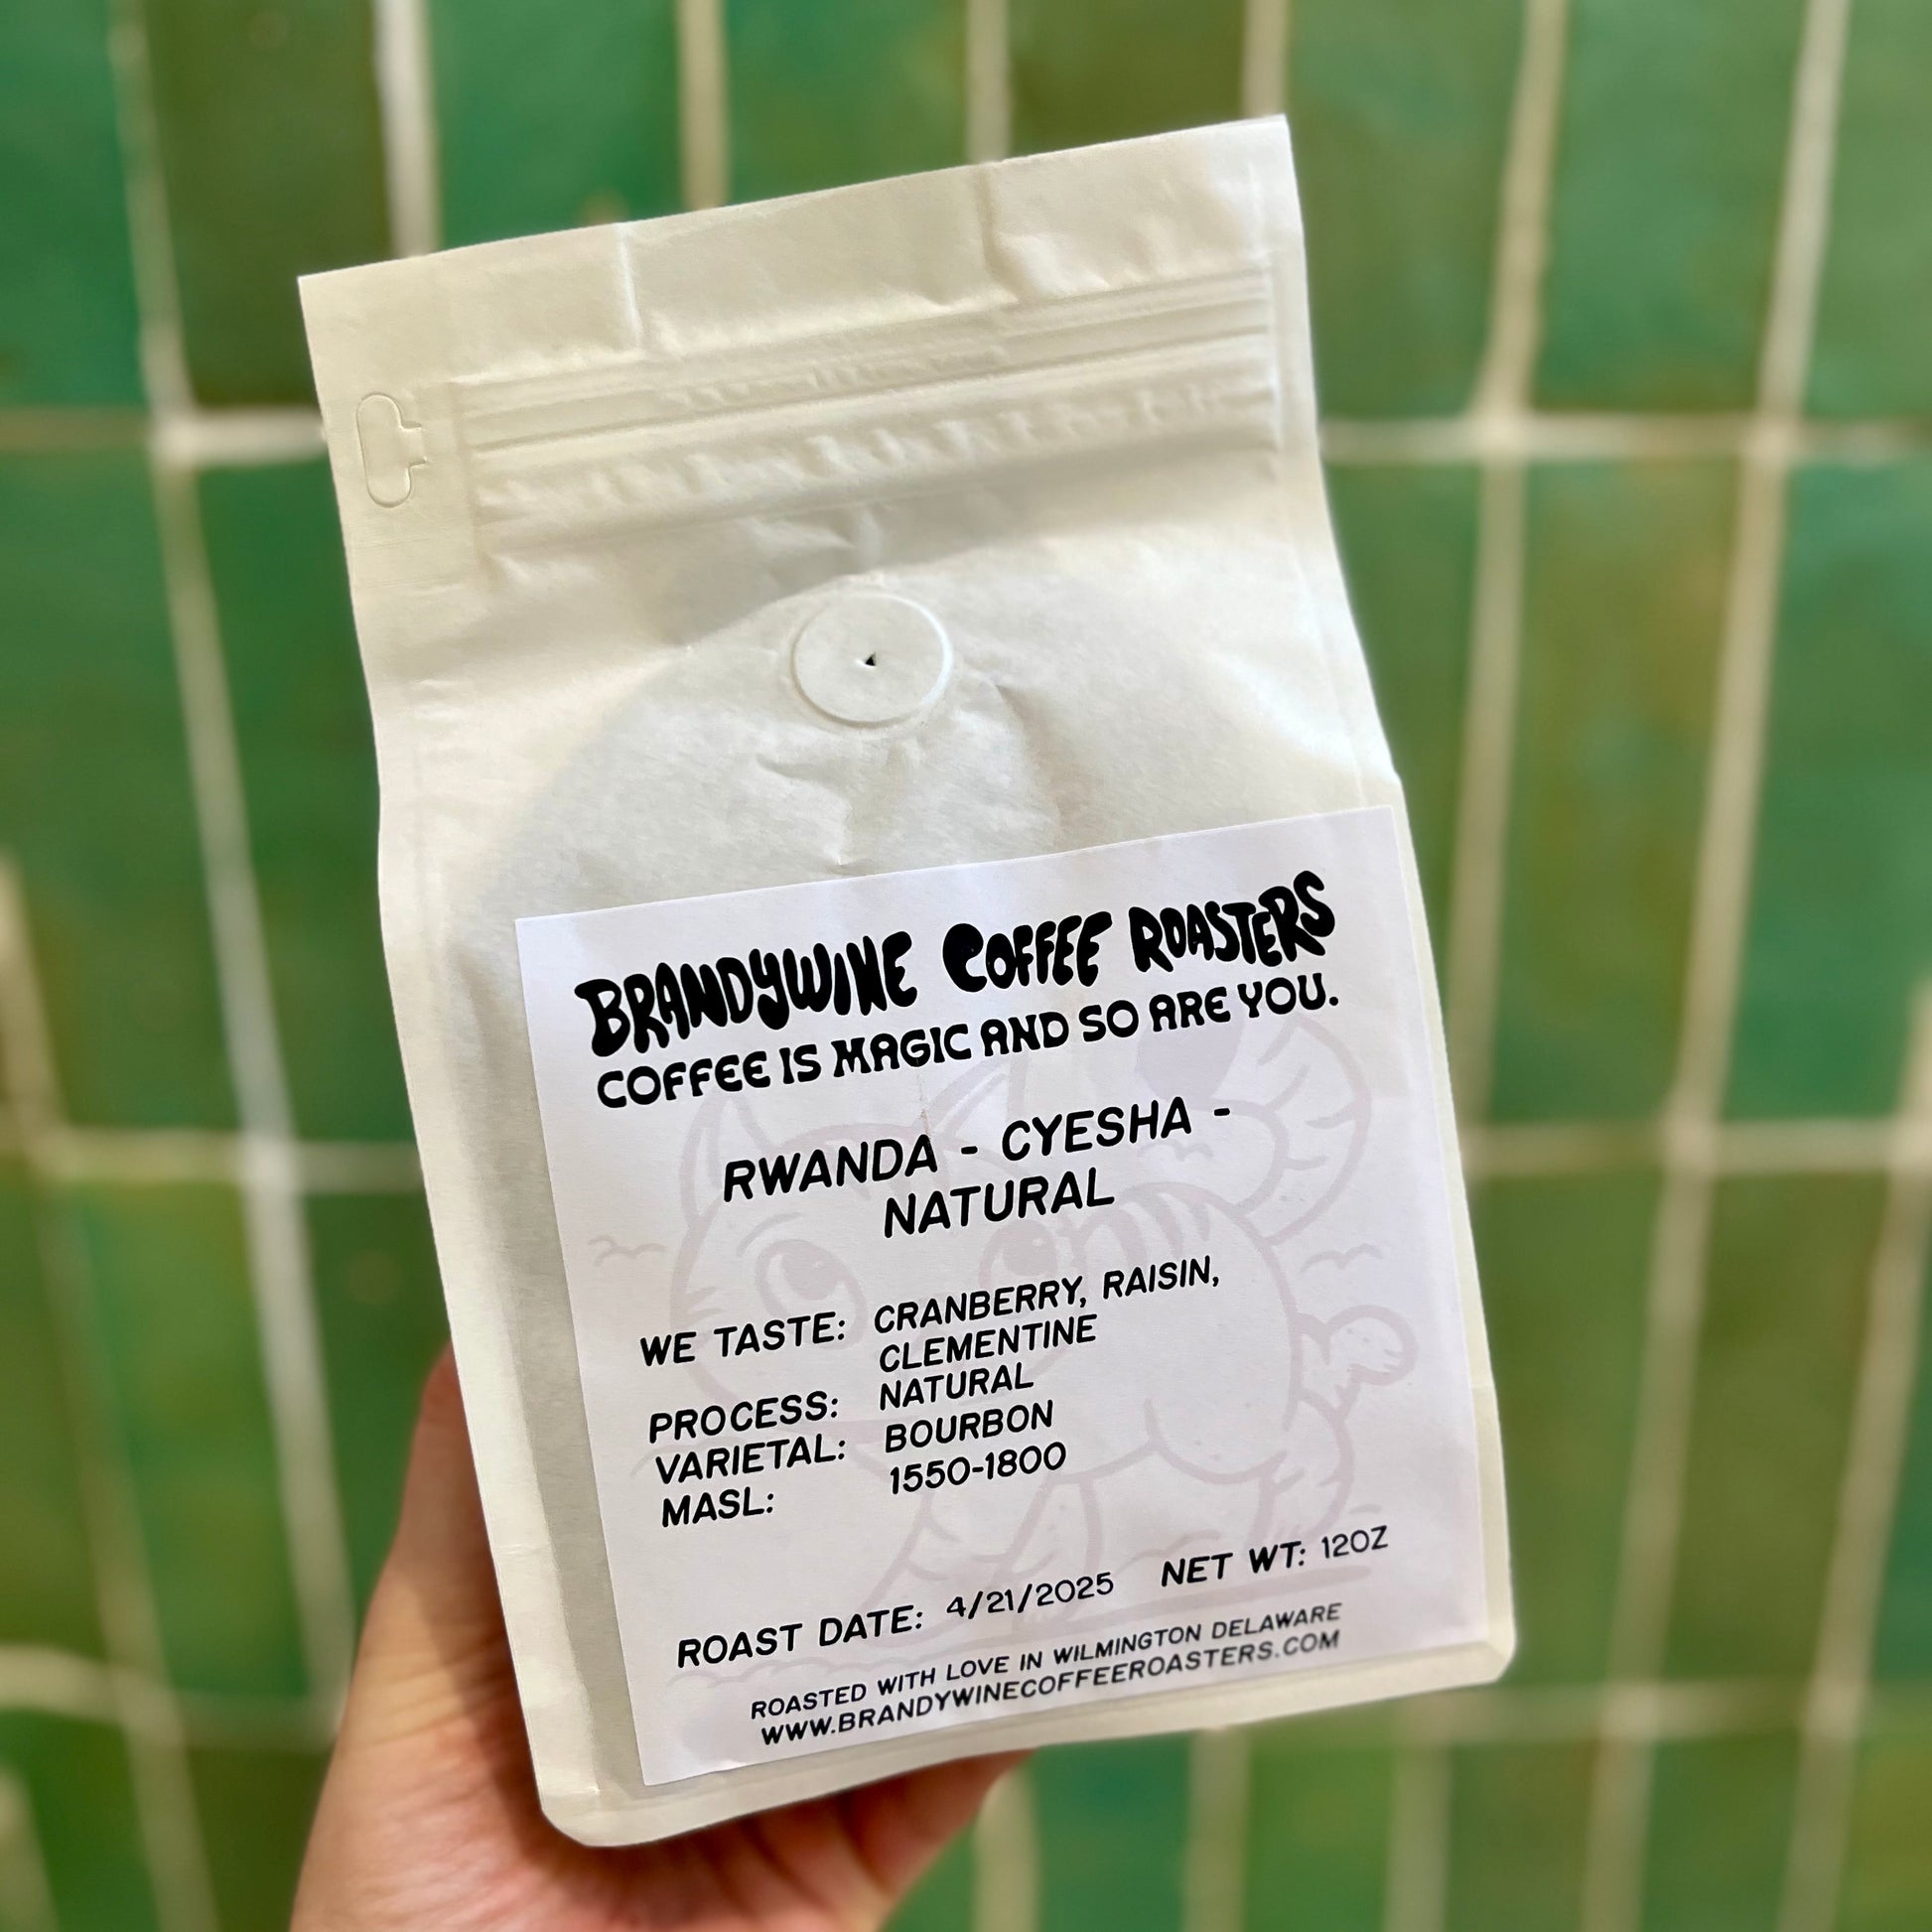 BRANDYWINE COFFEE ROASTERS
COFFEE IS MAGIC AND SO ARE YOU.
RWANDA - CYESHA -
NATURAL
WE TASTE: CRANBERRY, RAISIN,
CLEMENTINE
PROCESS: NATURAL
VARIETAL: BOURBON
MASL: 1550-1800
ROAST DATE: 4/21/2025 NET WT: 12OZ
ROASTED WITH LOVE IN WILMINGTON DELAWARE
WWW.BRANDYWINECOFFEEROASTERS.COM